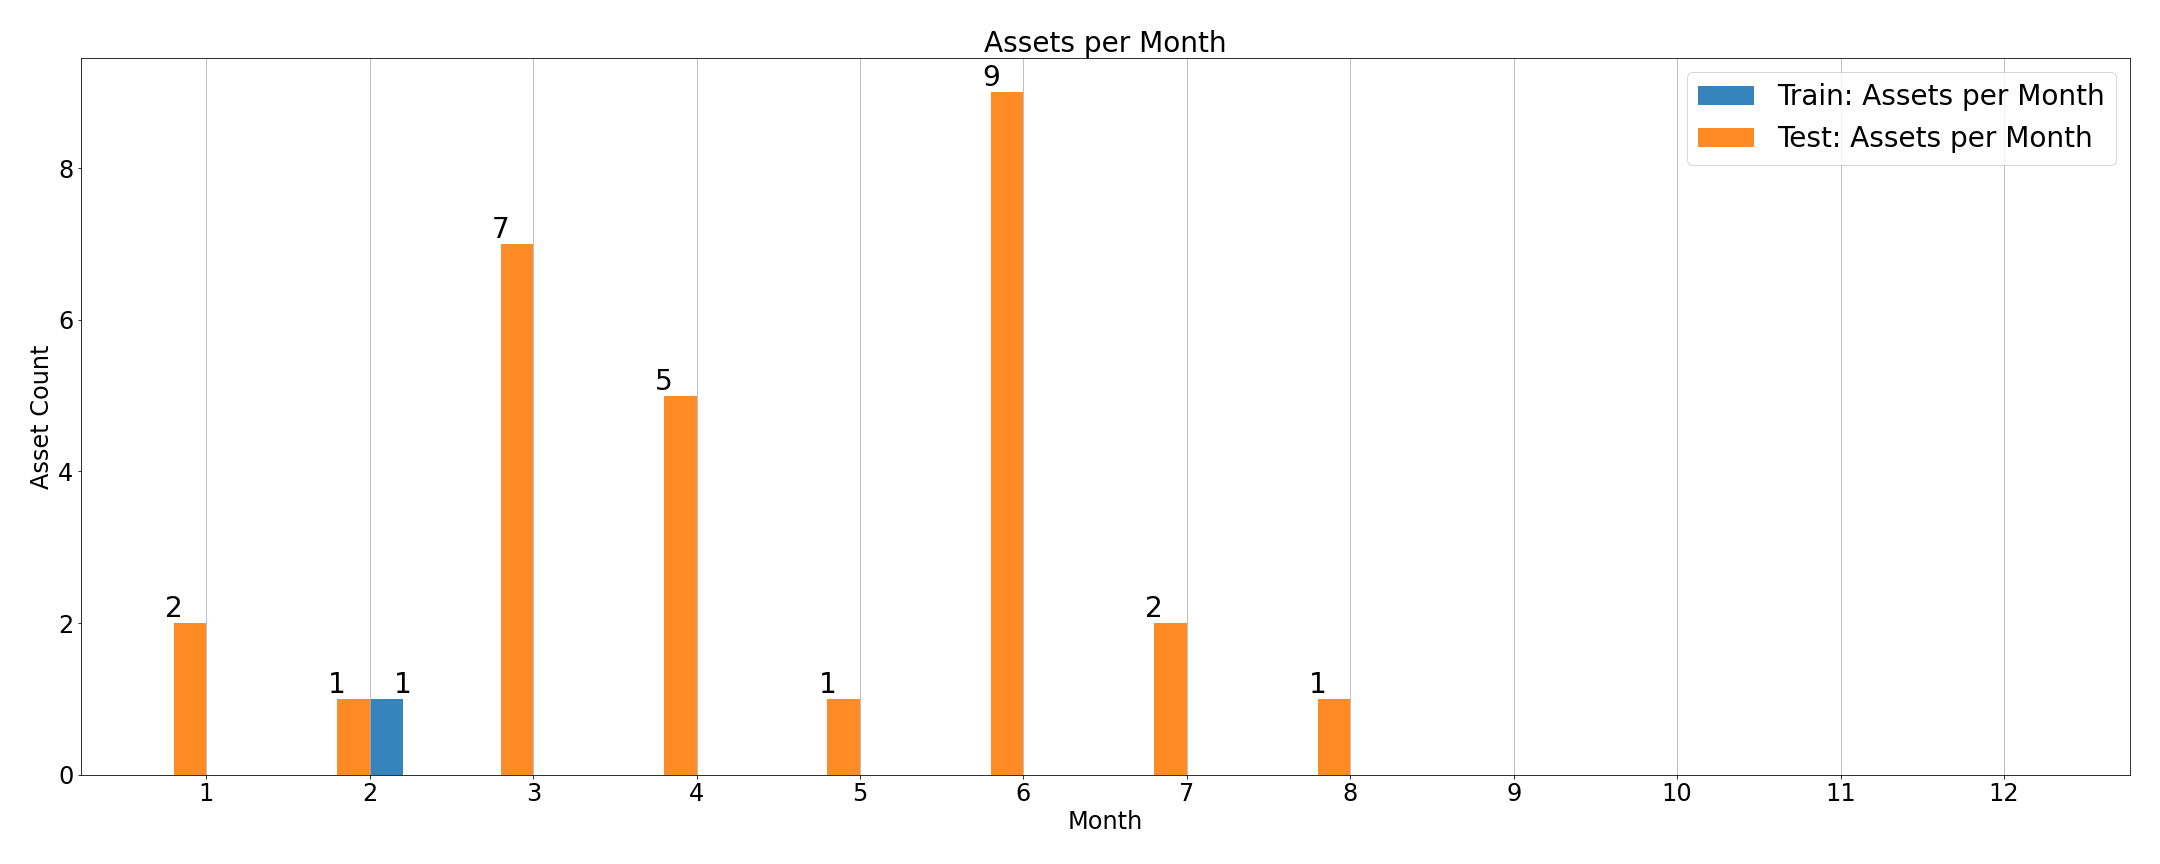 Assets per Month
Train: Assets per Month
Test: Assets per Month
9
7
5
2
1
1
1
2
1
8
6
4
2
0
Asset Count
1 2 3 4 5 6 7 8 9 10 11 12
Month